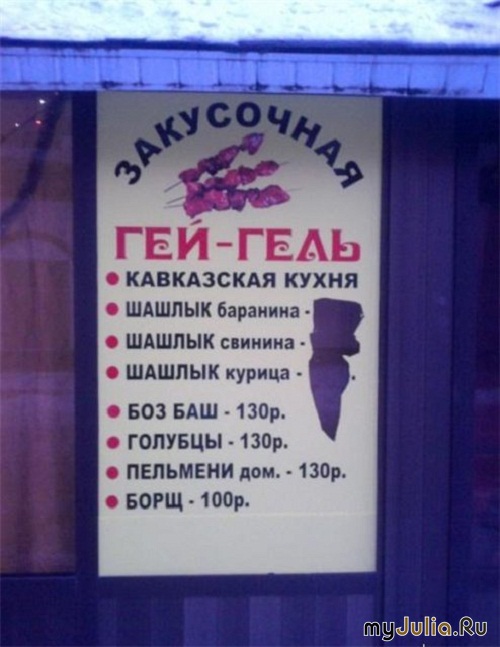 ЗАКУСОЧНАЯ
ГЕЙ-ГЕЛЬ
• КАВКАЗСКАЯ КУХНЯ
• ШАШЛЫК баранина -
• ШАШЛЫК свинина -
• ШАШЛЫК курица - .
• БОЗ БАШ - 130р.
• ГОЛУБЦЫ - 130р.
• ПЕЛЬМЕНИ дом. - 130р.
• БОРЩ - 100р.
myJulia.Ru